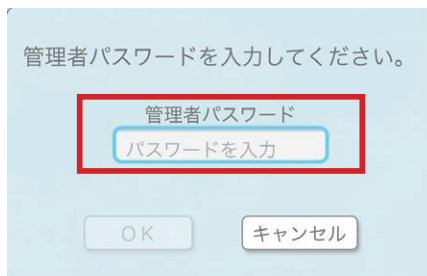 管理者パスワードを入力してください。
管理者パスワード
パスワードを入力
OK
キャンセル